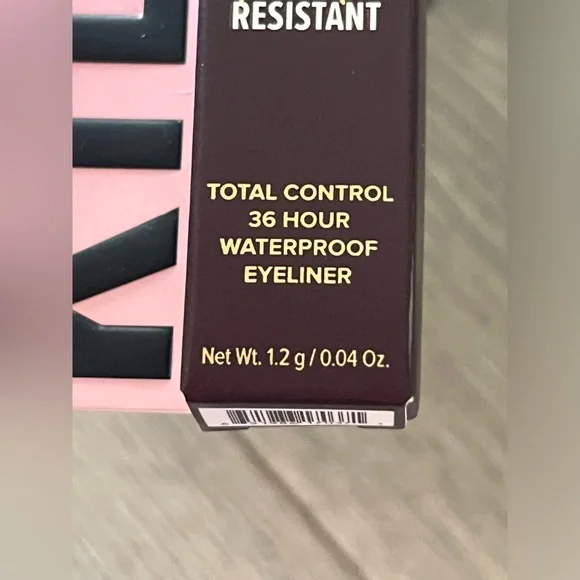 RESISTANT
TOTAL CONTROL
36 HOUR
WATERPROOF
EYELINER
Net Wt. 1.2 g / 0.04 Oz.